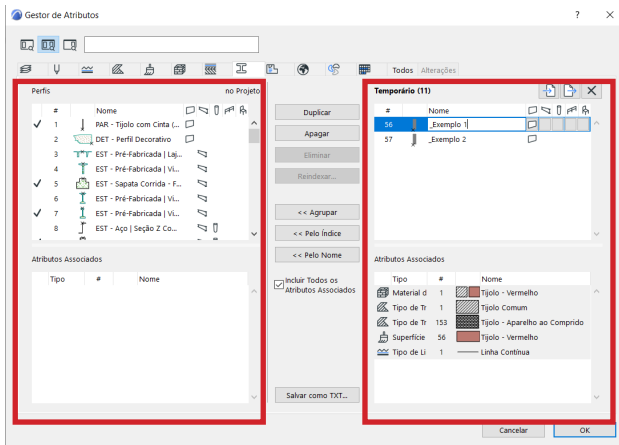 Gestor de Atributos
? ×
Todos Alterações
Perfis no Projeto
# Nome
1 PAR - Tijolo com Cinta (...
2 DET - Perfil Decorativo
3 EST - Pré-Fabricada | Laj...
4 EST - Pré-Fabricada | Vi...
5 EST - Sapata Corrida - F...
6 EST - Pré-Fabricada | Vi...
7 EST - Pré-Fabricada | Vi...
8 EST - Aço | Seção Z Co...
Atributos Associados
Tipo # Nome
Duplicar
Apagar
Eliminar
Reindexar...
<< Agrupar
<< Pelo Índice
<< Pelo Nome
Incluir Todos os
Atributos Associados
Salvar como TXT...
Temporário (11)
# Nome
56 _Exemplo 1
57 _Exemplo 2
Atributos Associados
Tipo # Nome
Material d 1 Tijolo - Vermelho
Tipo de Tr 1 Tijolo Comum
Tipo de Tr 153 Tijolo - Aparelho ao Comprido
Superfície 56 Tijolo - Vermelho
Tipo de Li 1 Linha Contínua
Cancelar OK